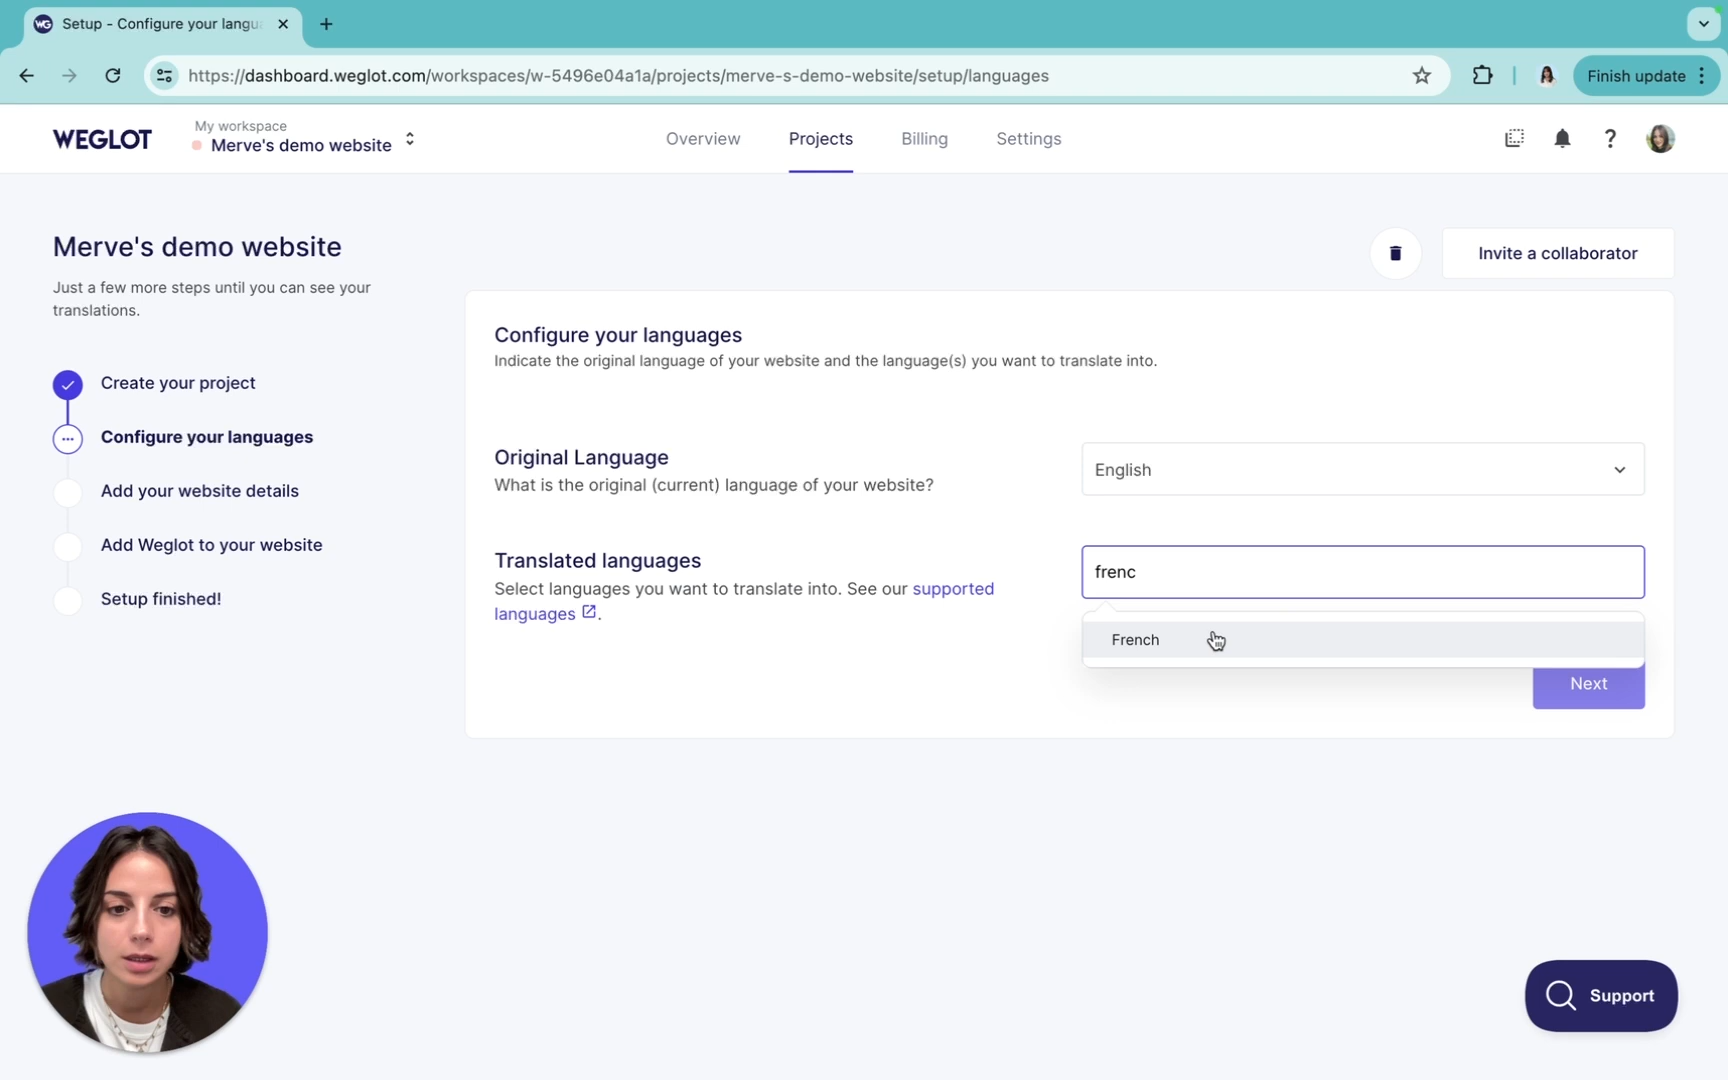 WG Setup - Configure your langu
https://dashboard.weglot.com/workspaces/w-5496e04a1a/projects/merve-s-demo-website/setup/languages
Finish update
WEGLOT
My workspace
Merve's demo website
Overview
Projects
Billing
Settings
?
Merve's demo website
Just a few more steps until you can see your
translations.
Invite a collaborator
Create your project
Configure your languages
Add your website details
Add Weglot to your website
Setup finished!
Configure your languages
Indicate the original language of your website and the language(s) you want to translate into.
Original Language
What is the original (current) language of your website?
English
Translated languages
Select languages you want to translate into. See our supported
languages .
frenc
French
Next
Support